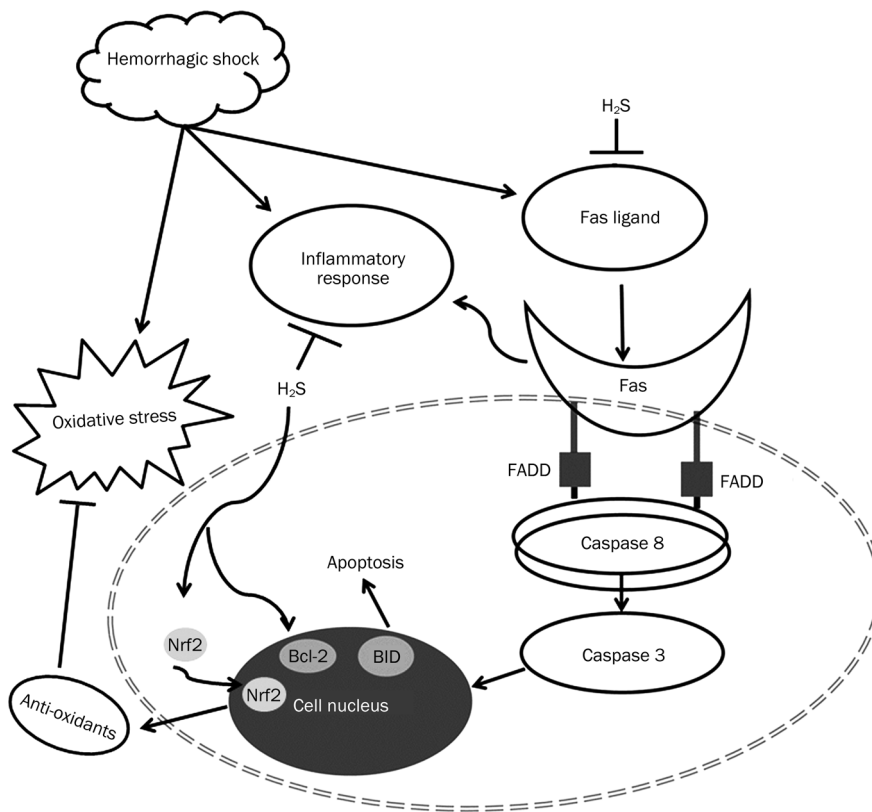 Hemorrhagic shock
H₂S
Fas ligand
Inflammatory
response
Fas
H₂S
Oxidative stress
FADD
FADD
Caspase 8
Apoptosis
Nrf2
Bcl-2
BID
Caspase 3
Nrf2
Cell nucleus
Anti-oxidants